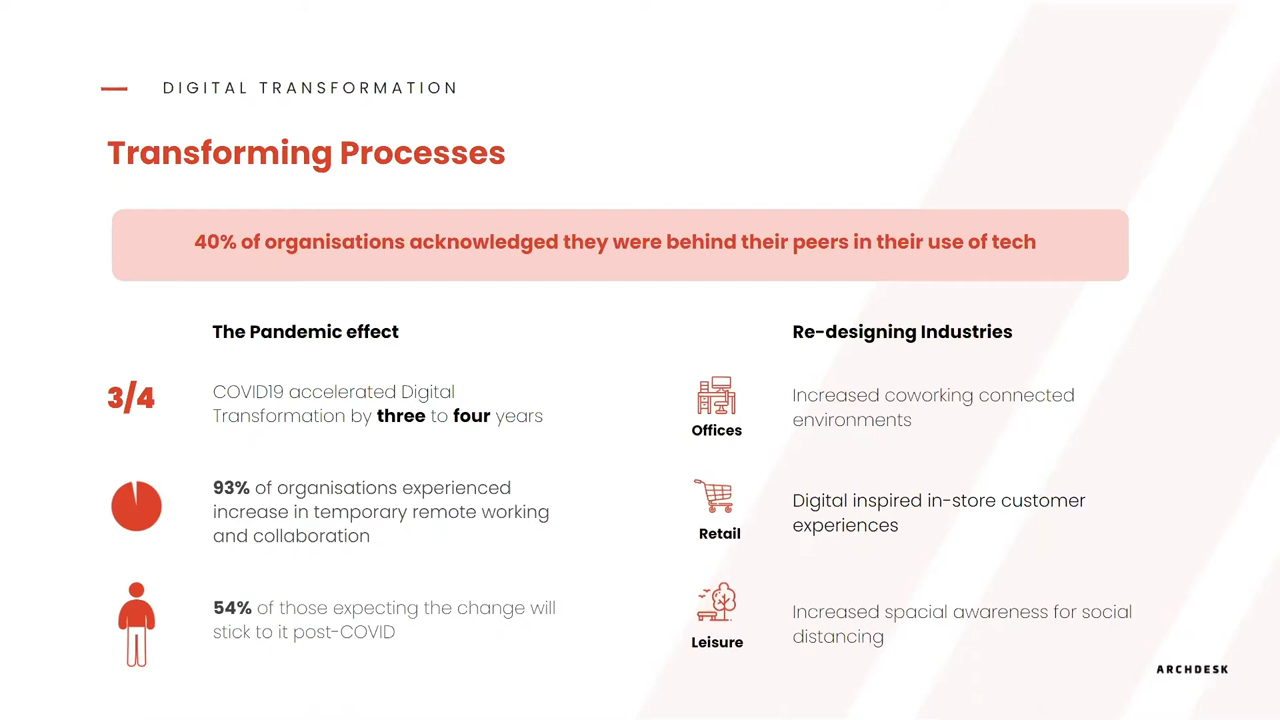 DIGITAL TRANSFORMATION
Transforming Processes
40% of organisations acknowledged they were behind their peers in their use of tech
The Pandemic effect
3/4
COVID19 accelerated Digital
Transformation by three to four years
93% of organisations experienced
increase in temporary remote working
and collaboration
54% of those expecting the change will
stick to it post-COVID
Re-designing Industries
Offices
Increased coworking connected
environments
Retail
Digital inspired in-store customer
experiences
Leisure
Increased spacial awareness for social
distancing
ARCHDESK